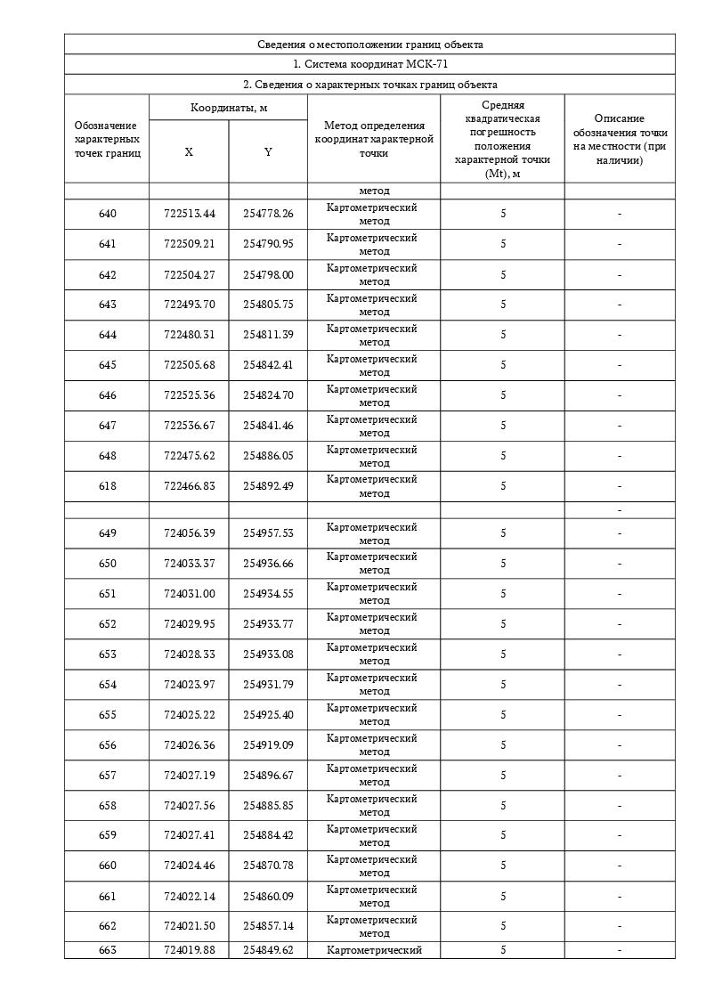 Сведения о местоположении границ объекта
1. Система координат МСК-71
2. Сведения о характерных точках границ объекта
Обозначение характерных точек границ
Координаты, м
X
Y
Метод определения координат характерной точки
Средняя квадратическая погрешность положения характерной точки (Mt), м
Описание обозначения точки на местности (при наличии)
метод
640 722513.44 254778.26 Картометрический метод 5 -
641 722509.21 254790.95 Картометрический метод 5 -
642 722504.27 254798.00 Картометрический метод 5 -
643 722493.70 254805.75 Картометрический метод 5 -
644 722480.31 254811.39 Картометрический метод 5 -
645 722505.68 254842.41 Картометрический метод 5 -
646 722525.36 254824.70 Картометрический метод 5 -
647 722536.67 254841.46 Картометрический метод 5 -
648 722475.62 254886.05 Картометрический метод 5 -
618 722466.83 254892.49 Картометрический метод 5 -
-
649 724056.39 254957.53 Картометрический метод 5 -
650 724033.37 254936.66 Картометрический метод 5 -
651 724031.00 254934.55 Картометрический метод 5 -
652 724029.95 254933.77 Картометрический метод 5 -
653 724028.33 254933.08 Картометрический метод 5 -
654 724023.97 254931.79 Картометрический метод 5 -
655 724025.22 254925.40 Картометрический метод 5 -
656 724026.36 254919.09 Картометрический метод 5 -
657 724027.19 254896.67 Картометрический метод 5 -
658 724027.56 254885.85 Картометрический метод 5 -
659 724027.41 254884.42 Картометрический метод 5 -
660 724024.46 254870.78 Картометрический метод 5 -
661 724022.14 254860.09 Картометрический метод 5 -
662 724021.50 254857.14 Картометрический метод 5 -
663 724019.88 254849.62 Картометрический 5 -